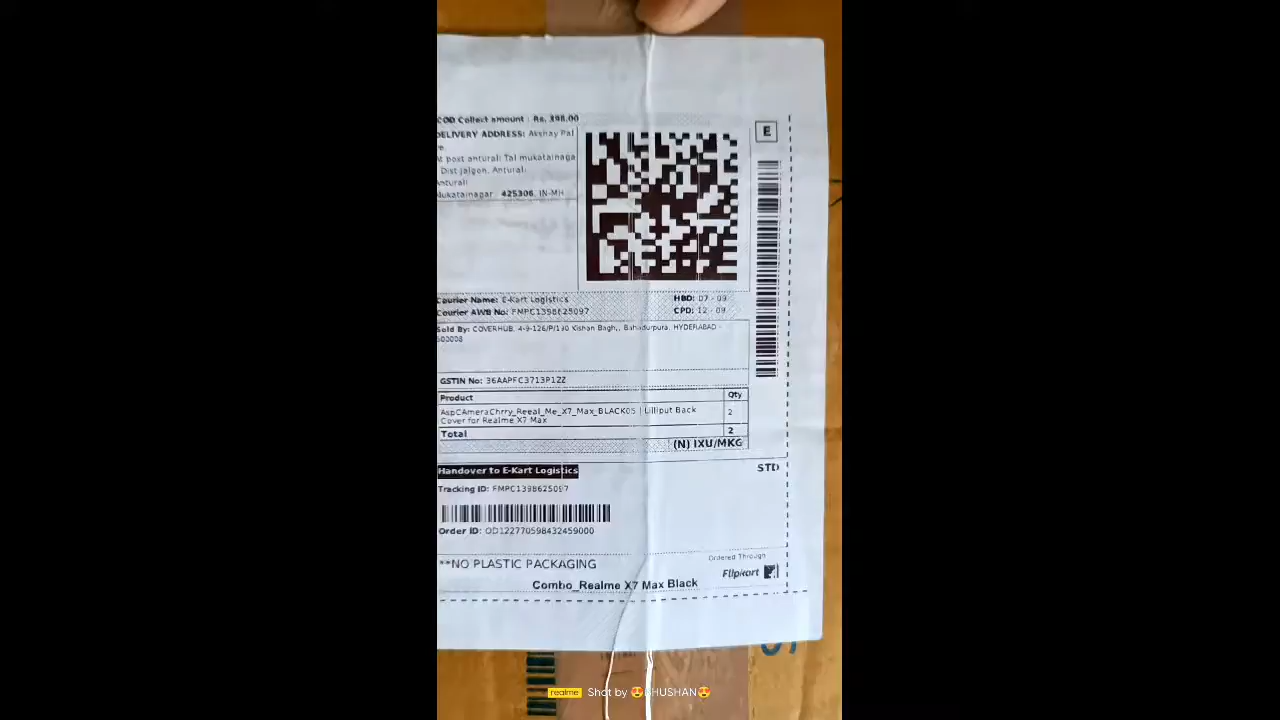 COD Collect amount : Rs. 398.00
DELIVERY ADDRESS: Akshay Pal
e
At post anturali Tal mukatainaga
Dist jalgon, Anturali
Anturali
Mukatainagar 425306, IN-MH
E
Courier Name: E-Kart Logistics
HBD: 07 - 09
Courier AWB No: FMPC1398625097
CPD: 12 - 09
Sold By: COVERHUB, 4-9-126/P/130 Kishan Bagh,, Bahadurpura, HYDERABAD -
GSTIN No: 36AAPFC3713P1ZZ
Product Qty
AspCAmeraChrry_Reeal_Me_X7_Max_BLACK05 | Lilliput Back 2
Cover for Realme X7 Max
Total 2
(N) IXU/MKG
Handover to E-Kart Logistics
STD
Tracking ID: FMPC1398625097
Order ID: OD122770598432459000
Ordered Through
**NO PLASTIC PACKAGING
Flipkart
Combo_Realme X7 Max Black
realme Shot by 😍BHUSHAN😍